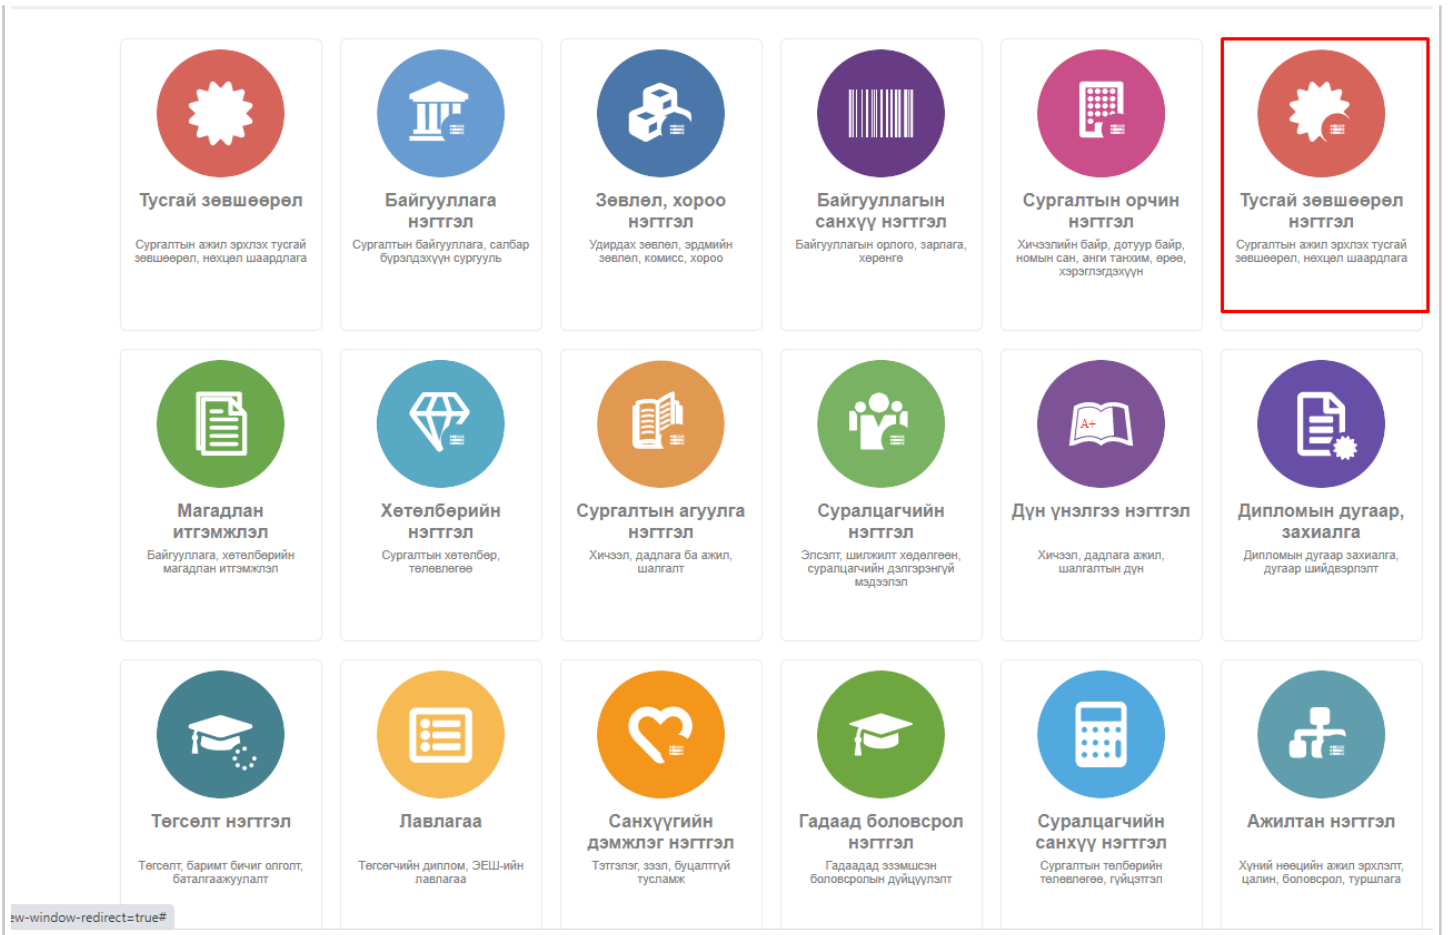 Тусгай зөвшөөрөл
Сургалтын ажил эрхлэх тусгай
зөвшөөрөл, нөхцөл шаардлага
Байгууллага
нэгтгэл
Сургалтын байгууллага, салбар
бүрэлдэхүүн сургууль
Зөвлөл, хороо
нэгтгэл
Удирдах зөвлөл, эрдмийн
зөвлөл, комисс, хороо
Байгууллагын
санхүү нэгтгэл
Байгууллагын орлого, зарлага,
хөрөнгө
Сургалтын орчин
нэгтгэл
Хичээлийн байр, дотуур байр,
номын сан, анги танхим, өрөө,
хэрэглэгдэхүүн
Тусгай зөвшөөрөл
нэгтгэл
Сургалтын ажил эрхлэх тусгай
зөвшөөрөл, нөхцөл шаардлага
Магадлан
итгэмжлэл
Байгууллага, хөтөлбөрийн
магадлан итгэмжлэл
Хөтөлбөрийн
нэгтгэл
Сургалтын хөтөлбөр,
төлөвлөгөө
Сургалтын агуулга
нэгтгэл
Хичээл, дадлага ба ажил,
шалгалт
Суралцагчийн
нэгтгэл
Элсэлт, шилжилт хөдөлгөөн,
суралцагчийн дэлгэрэнгүй
мэдээлэл
A+
Дүн үнэлгээ нэгтгэл
Хичээл, дадлага ажил,
шалгалтын дүн
Дипломын дугаар,
захиалга
Дипломын дугаар захиалга,
дугаар шийдвэрлэлт
Төгсөлт нэгтгэл
Төгсөлт, баримт бичиг олголт,
баталгаажуулалт
Лавлагаа
Төгсөгчийн диплом, ЭЕШ-ийн
лавлагаа
Санхүүгийн
дэмжлэг нэгтгэл
Тэтгэлэг, зээл, буцалтгүй
тусламж
Гадаад боловсрол
нэгтгэл
Гадаадад эзэмшсэн
боловсролын дүйцүүлэлт
Суралцагчийн
санхүү нэгтгэл
Сургалтын төлбөрийн
төлөвлөгөө, гүйцэтгэл
Ажилтан нэгтгэл
Хүний нөөцийн ажил эрхлэлт,
цалин, боловсрол, туршлага
ew-window-redirect=true#